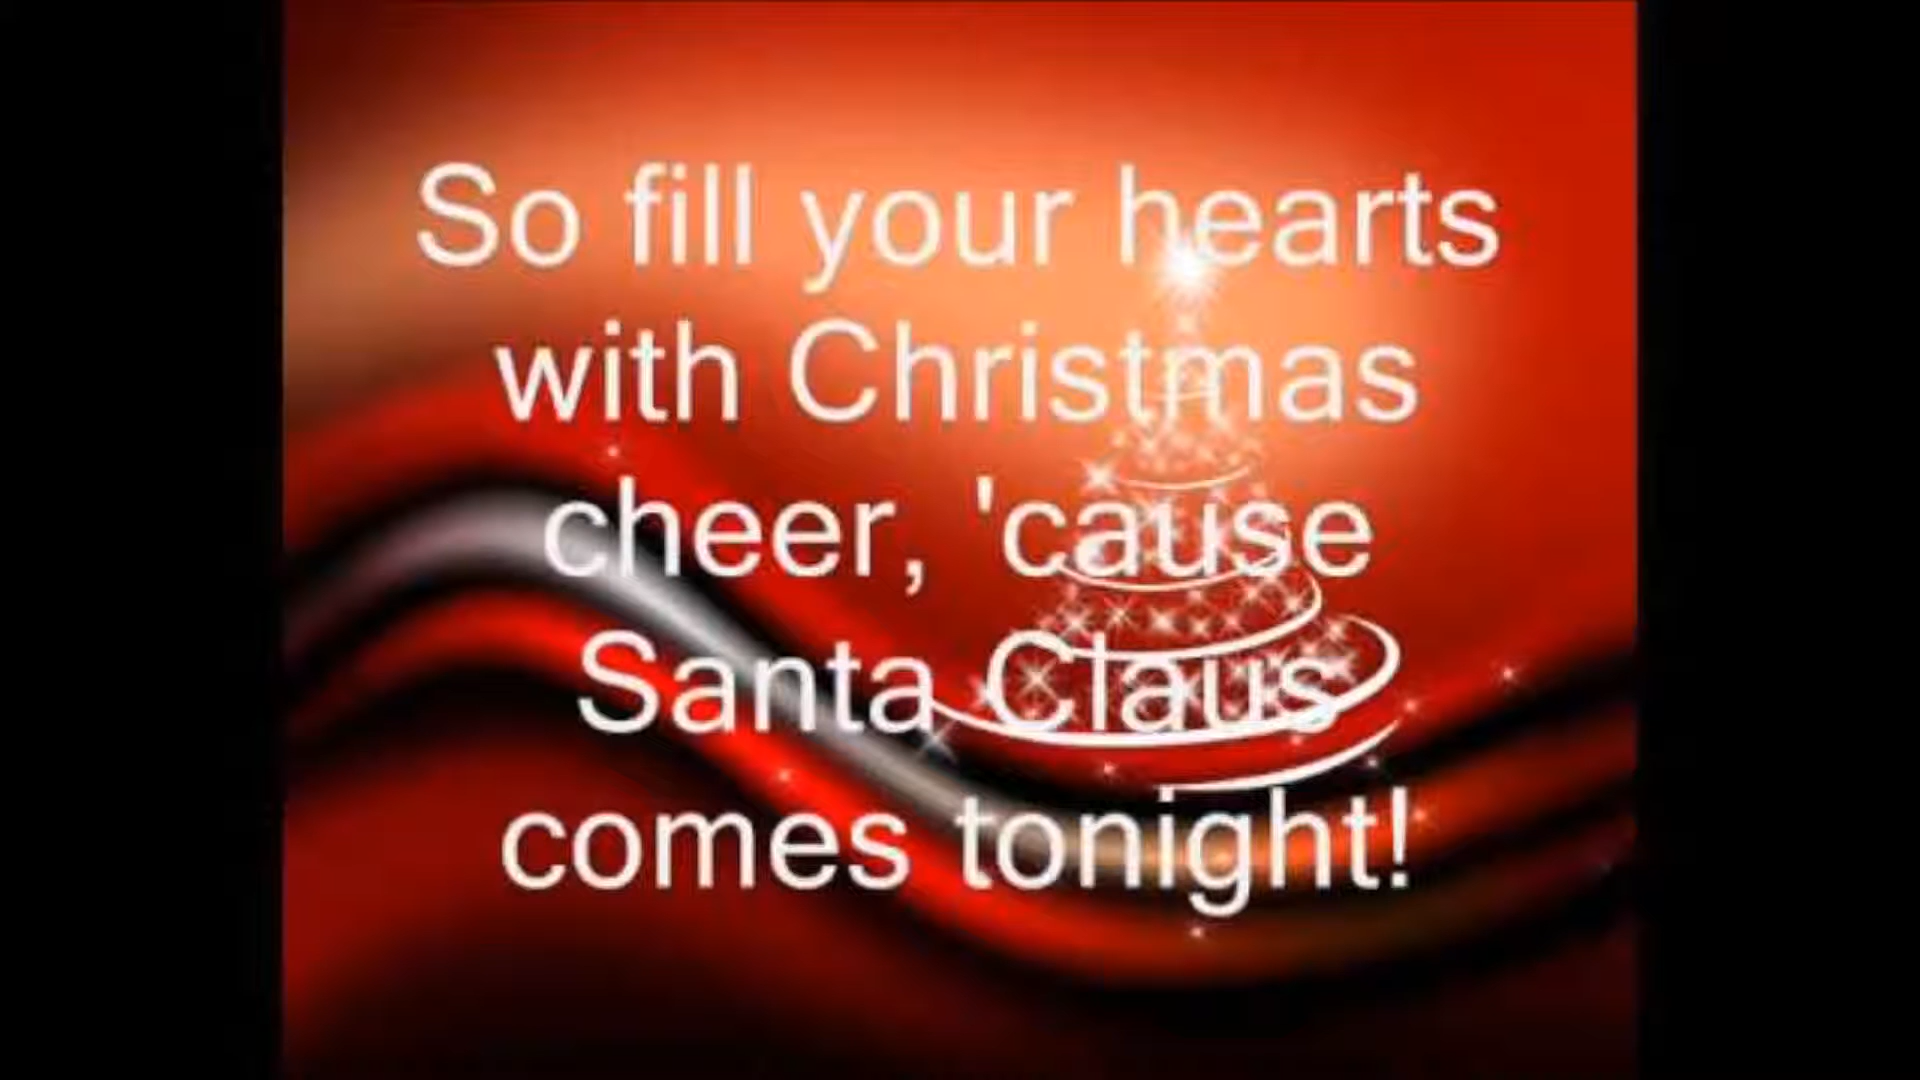 So fill your hearts
with Christmas
cheer, 'cause
Santa Claus
comes tonight!